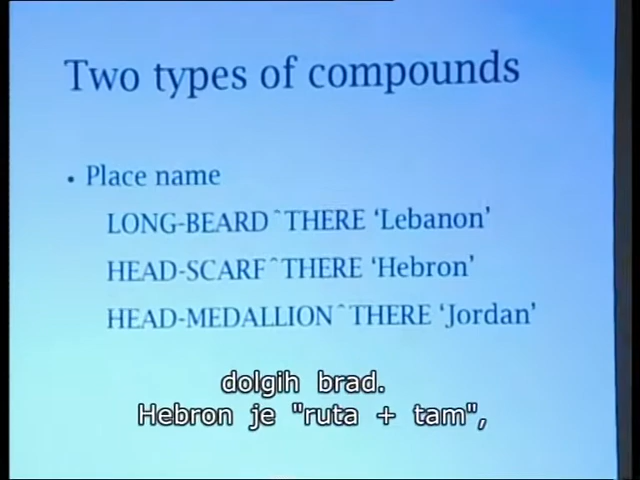 Two types of compounds
• Place name
LONG-BEARD^THERE ‘Lebanon’
HEAD-SCARF^THERE ‘Hebron’
HEAD-MEDALLION^THERE ‘Jordan’
dolgih brad.
Hebron je "ruta + tam",